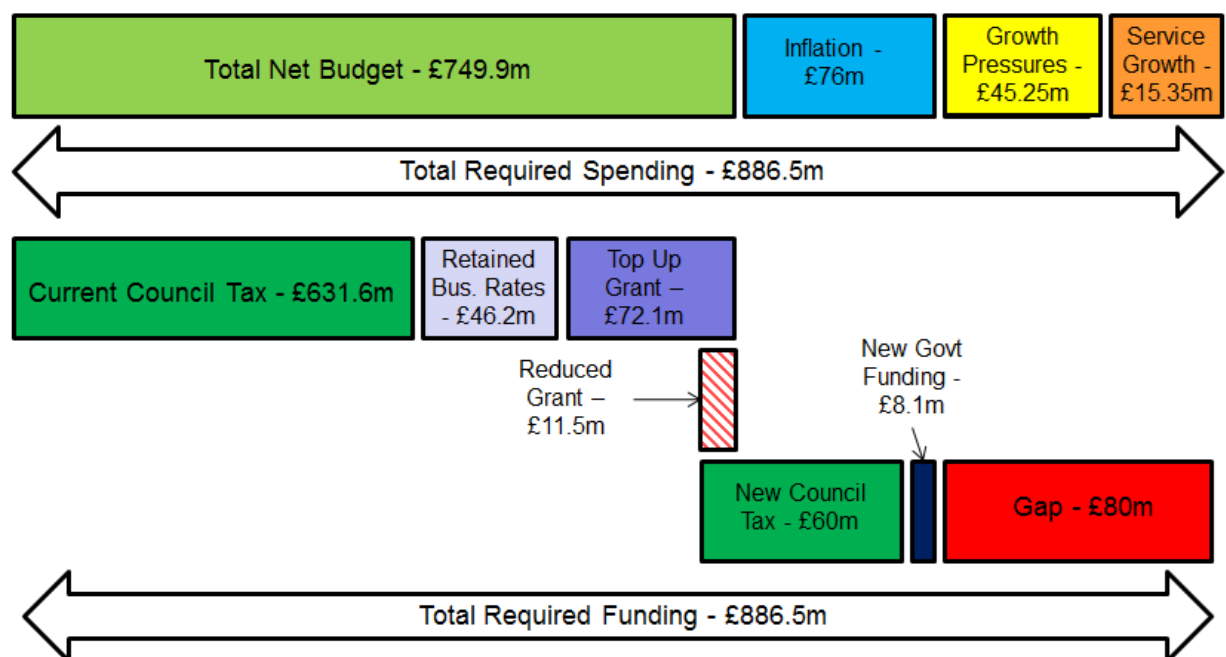 Total Net Budget - £749.9m
Inflation -
£76m
Growth
Pressures -
£45.25m
Service
Growth -
£15.35m
Total Required Spending - £886.5m
Current Council Tax - £631.6m
Retained
Bus. Rates
- £46.2m
Top Up
Grant –
£72.1m
Reduced
Grant –
£11.5m
New Govt
Funding -
£8.1m
New Council
Tax - £60m
Gap - £80m
Total Required Funding - £886.5m